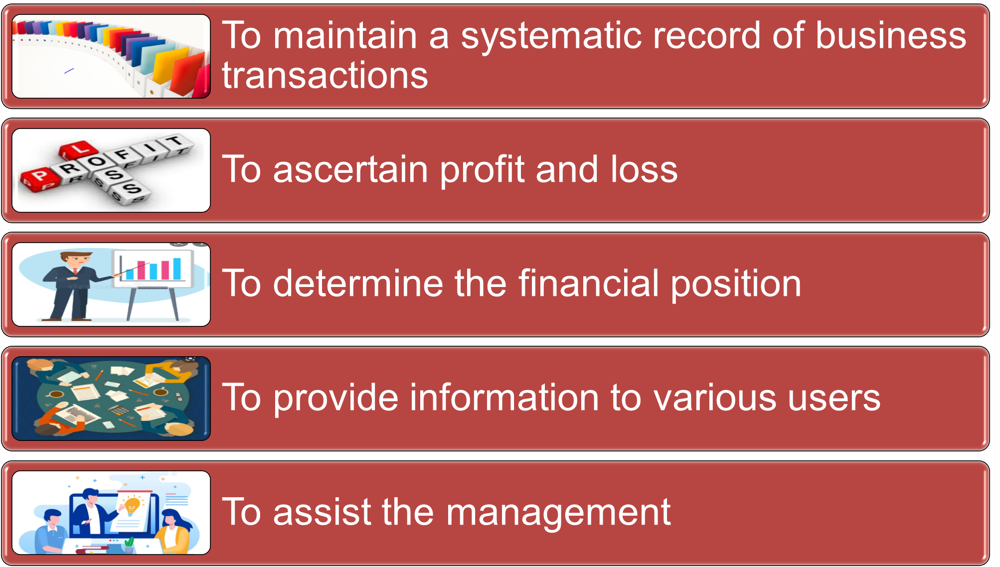 To maintain a systematic record of business
transactions
L
PROFIT
S
S
To ascertain profit and loss
To determine the financial position
To provide information to various users
To assist the management